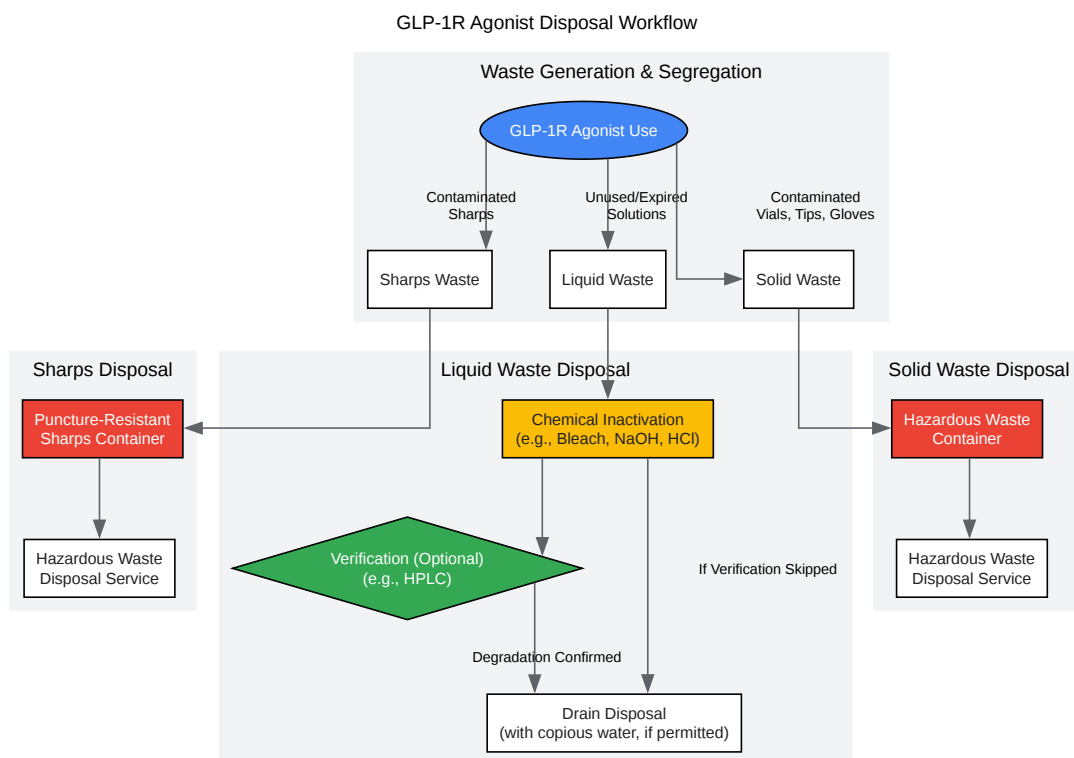 GLP-1R Agonist Disposal Workflow
Waste Generation & Segregation
GLP-1R Agonist Use
Contaminated
Sharps
Unused/Expired
Solutions
Contaminated
Vials, Tips, Gloves
Sharps Waste
Liquid Waste
Solid Waste
Sharps Disposal
Puncture-Resistant
Sharps Container
Hazardous Waste
Disposal Service
Liquid Waste Disposal
Chemical Inactivation
(e.g., Bleach, NaOH, HCl)
Verification (Optional)
(e.g., HPLC)
If Verification Skipped
Degradation Confirmed
Drain Disposal
(with copious water, if permitted)
Solid Waste Disposal
Hazardous Waste
Container
Hazardous Waste
Disposal Service